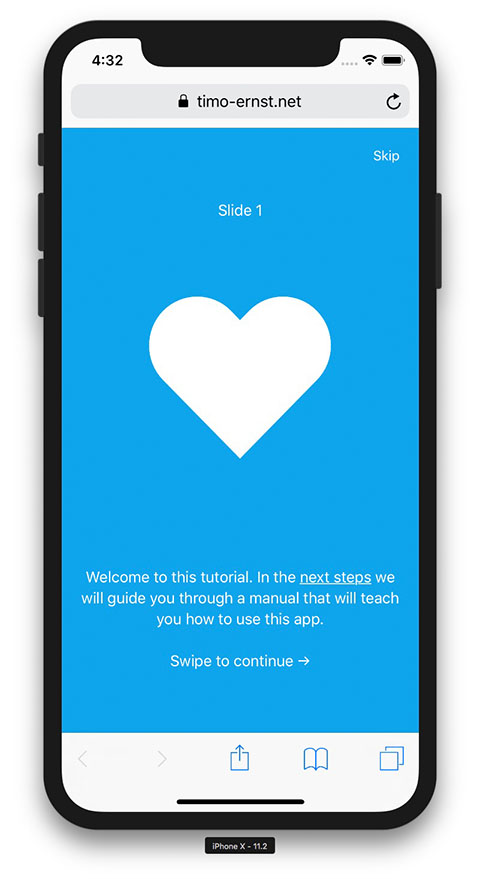 4:32
timo-ernst.net
Skip
Slide 1
Welcome to this tutorial. In the next steps we
will guide you through a manual that will teach
you how to use this app.
Swipe to continue →
iPhone X - 11.2